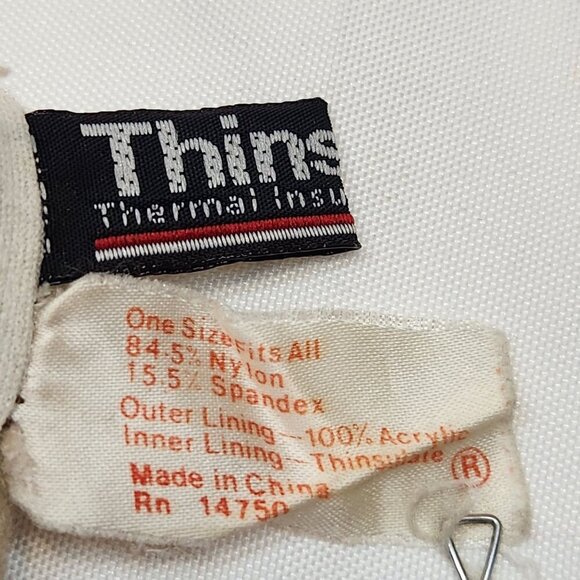 Thins
Thermal insu
One Size Fits All
84.5% Nylon
15.5% Spandex
Outer Lining-100% Acrylic
Inner Lining-Thinsulate ®
Made in China
Rn 14750